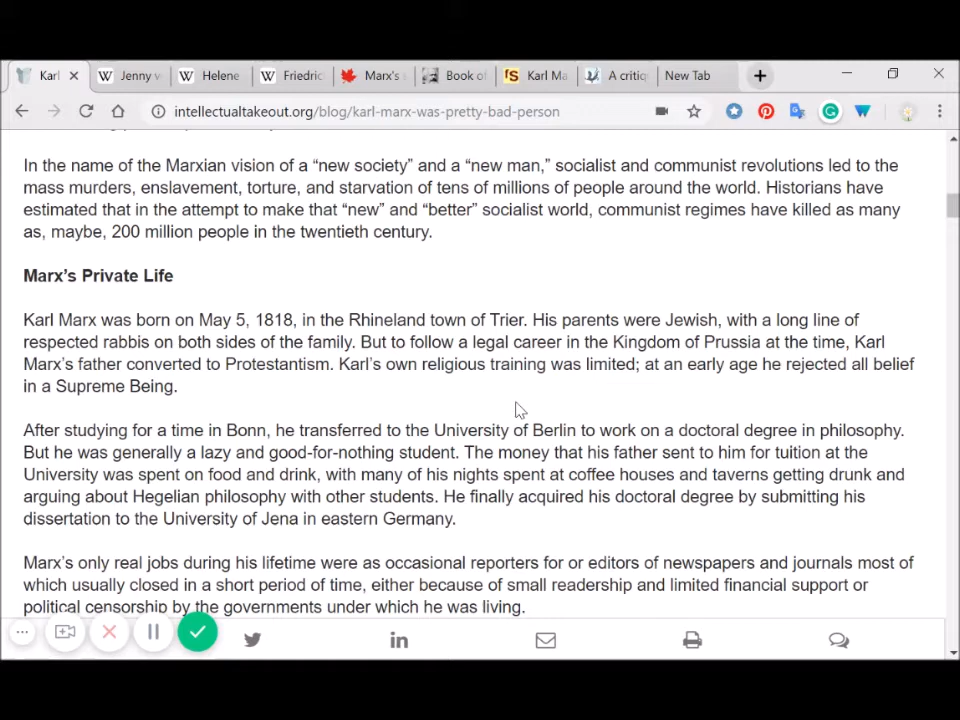 Karl
Jenny v
Helene
Friedric
Marx's
Book of
Karl Ma
A critiq
New Tab
intellectualtakeout.org/blog/karl-marx-was-pretty-bad-person
In the name of the Marxian vision of a “new society” and a “new man,” socialist and communist revolutions led to the
mass murders, enslavement, torture, and starvation of tens of millions of people around the world. Historians have
estimated that in the attempt to make that “new” and “better” socialist world, communist regimes have killed as many
as, maybe, 200 million people in the twentieth century.
Marx’s Private Life
Karl Marx was born on May 5, 1818, in the Rhineland town of Trier. His parents were Jewish, with a long line of
respected rabbis on both sides of the family. But to follow a legal career in the Kingdom of Prussia at the time, Karl
Marx’s father converted to Protestantism. Karl’s own religious training was limited; at an early age he rejected all belief
in a Supreme Being.
After studying for a time in Bonn, he transferred to the University of Berlin to work on a doctoral degree in philosophy.
But he was generally a lazy and good-for-nothing student. The money that his father sent to him for tuition at the
University was spent on food and drink, with many of his nights spent at coffee houses and taverns getting drunk and
arguing about Hegelian philosophy with other students. He finally acquired his doctoral degree by submitting his
dissertation to the University of Jena in eastern Germany.
Marx’s only real jobs during his lifetime were as occasional reporters for or editors of newspapers and journals most of
which usually closed in a short period of time, either because of small readership and limited financial support or
political censorship by the governments under which he was living.